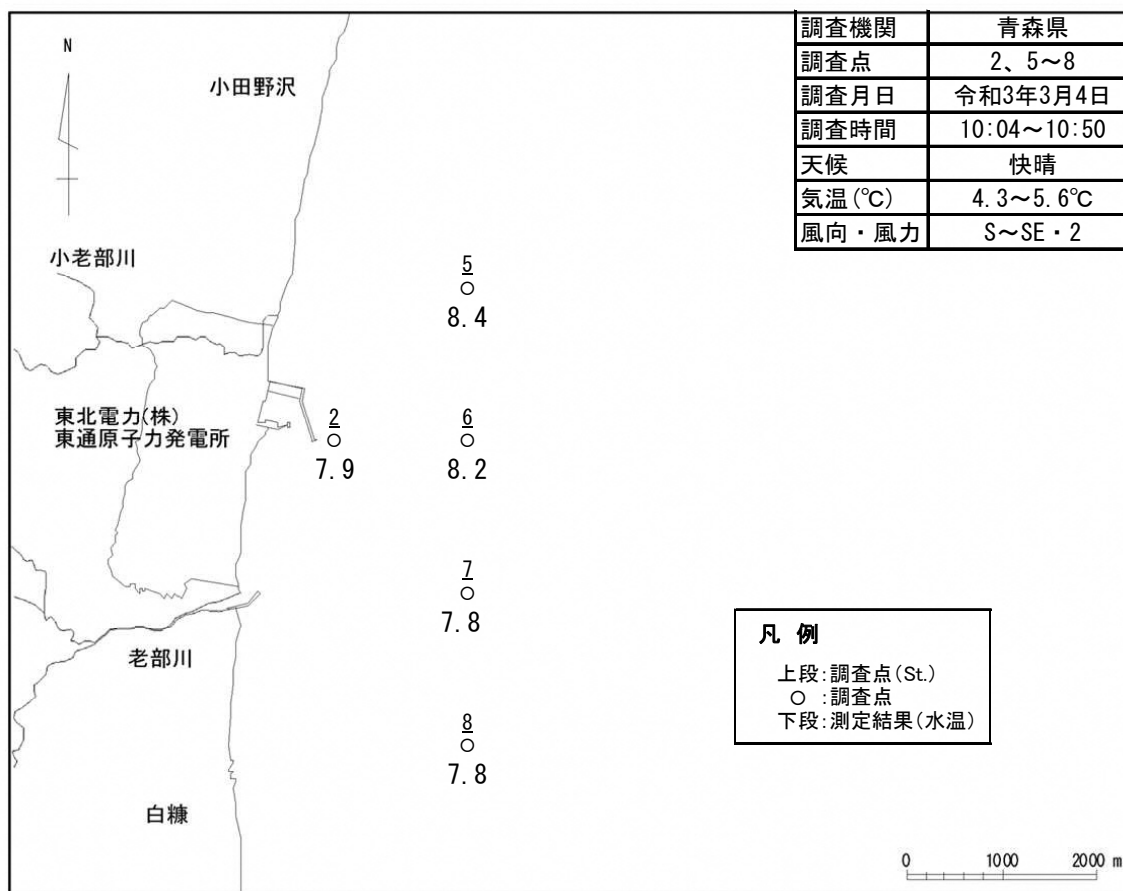 調査機関 青森県
調査点 2、5～8
調査月日 令和3年3月4日
調査時間 10:04～10:50
天候 快晴
気温(℃) 4.3～5.6℃
風向・風力 S～SE・2
N
小田野沢
小老部川
5
8.4
東北電力(株)
東通原子力発電所
2
7.9
6
8.2
7
7.8
老部川
8
7.8
白糠
凡 例
上段:調査点(St.)
○ :調査点
下段:測定結果(水温)
0 1000 2000 m